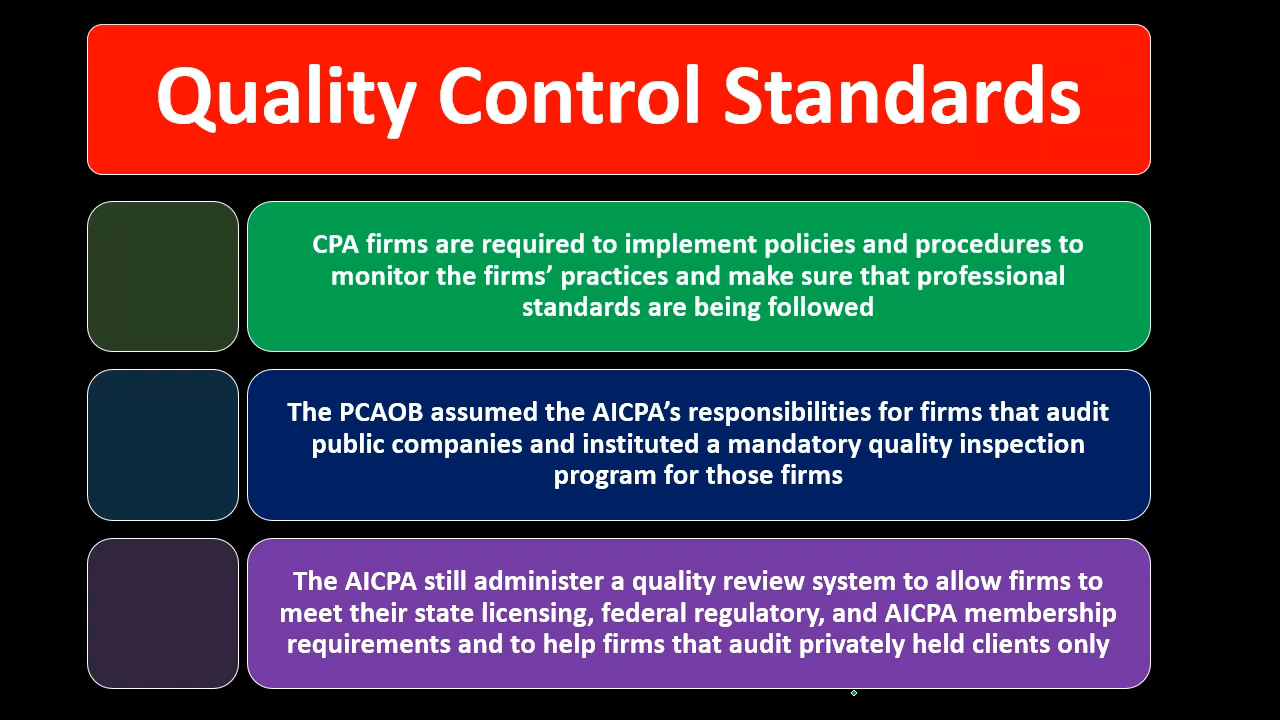 Quality Control Standards
CPA firms are required to implement policies and procedures to
monitor the firms’ practices and make sure that professional
standards are being followed
The PCAOB assumed the AICPA’s responsibilities for firms that audit
public companies and instituted a mandatory quality inspection
program for those firms
The AICPA still administer a quality review system to allow firms to
meet their state licensing, federal regulatory, and AICPA membership
requirements and to help firms that audit privately held clients only